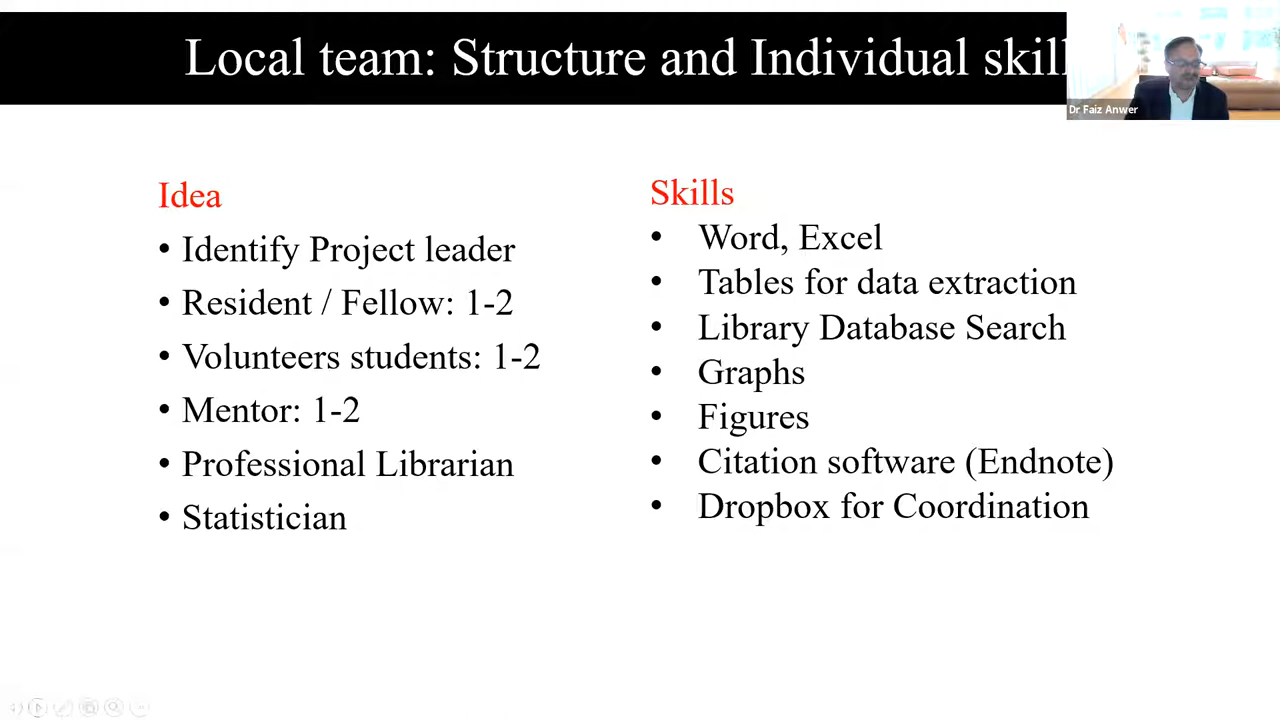 Local team: Structure and Individual skill
Dr Faiz Anwer
Idea
• Identify Project leader
• Resident / Fellow: 1-2
• Volunteers students: 1-2
• Mentor: 1-2
• Professional Librarian
• Statistician
Skills
• Word, Excel
• Tables for data extraction
• Library Database Search
• Graphs
• Figures
• Citation software (Endnote)
• Dropbox for Coordination